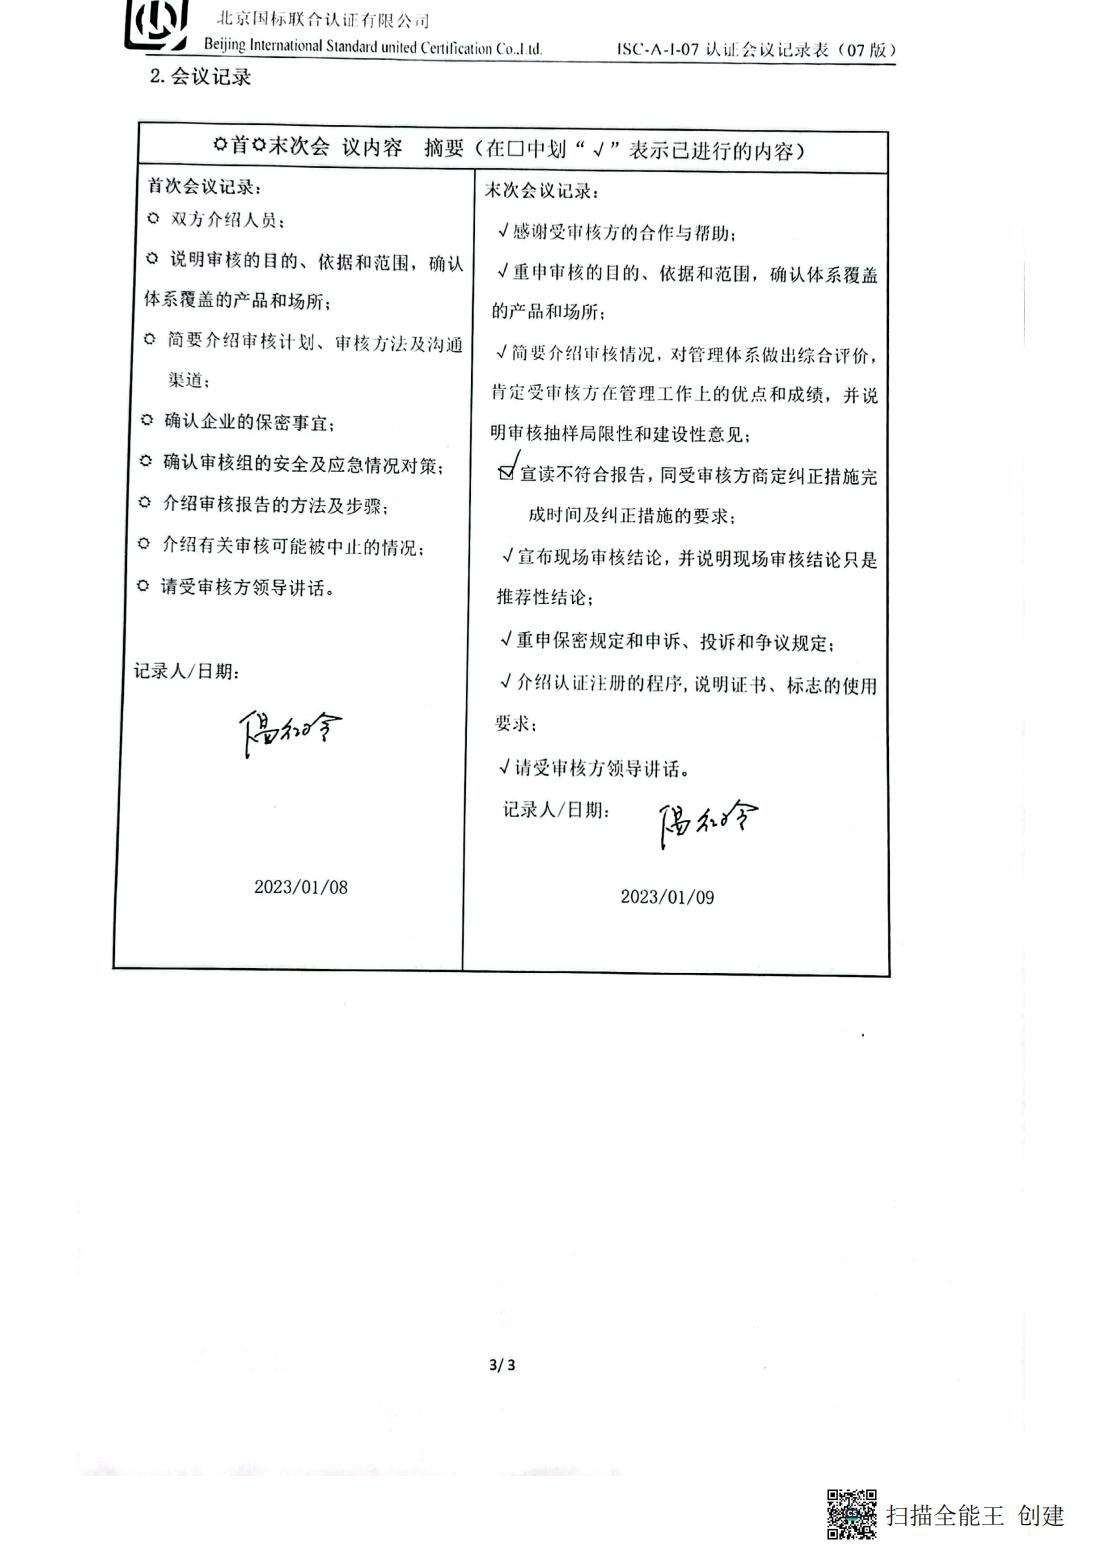 北京国标联合认证有限公司
Beijing International Standard united Certification Co.,Ltd. ISC-A-I-07 认证会议记录表（07 版）
2. 会议记录
首 末次会 议内容 摘要（在□中划“√”表示已进行的内容）
首次会议记录：
双方介绍人员；
说明审核的目的、依据和范围，确认
体系覆盖的产品和场所；
简要介绍审核计划、审核方法及沟通
渠道；
确认企业的保密事宜；
确认审核组的安全及应急情况对策；
介绍审核报告的方法及步骤；
介绍有关审核可能被中止的情况；
请受审核方领导讲话。
记录人/日期：
2023/01/08
末次会议记录：
√感谢受审核方的合作与帮助；
√重申审核的目的、依据和范围，确认体系覆盖
的产品和场所；
√简要介绍审核情况，对管理体系做出综合评价，
肯定受审核方在管理工作上的优点和成绩，并说
明审核抽样局限性和建设性意见；
☑宣读不符合报告，同受审核方商定纠正措施完
成时间及纠正措施的要求；
√宣布现场审核结论，并说明现场审核结论只是
推荐性结论；
√重申保密规定和申诉、投诉和争议规定；
√介绍认证注册的程序，说明证书、标志的使用
要求；
√请受审核方领导讲话。
记录人/日期：
2023/01/09
3/ 3
扫描全能王 创建